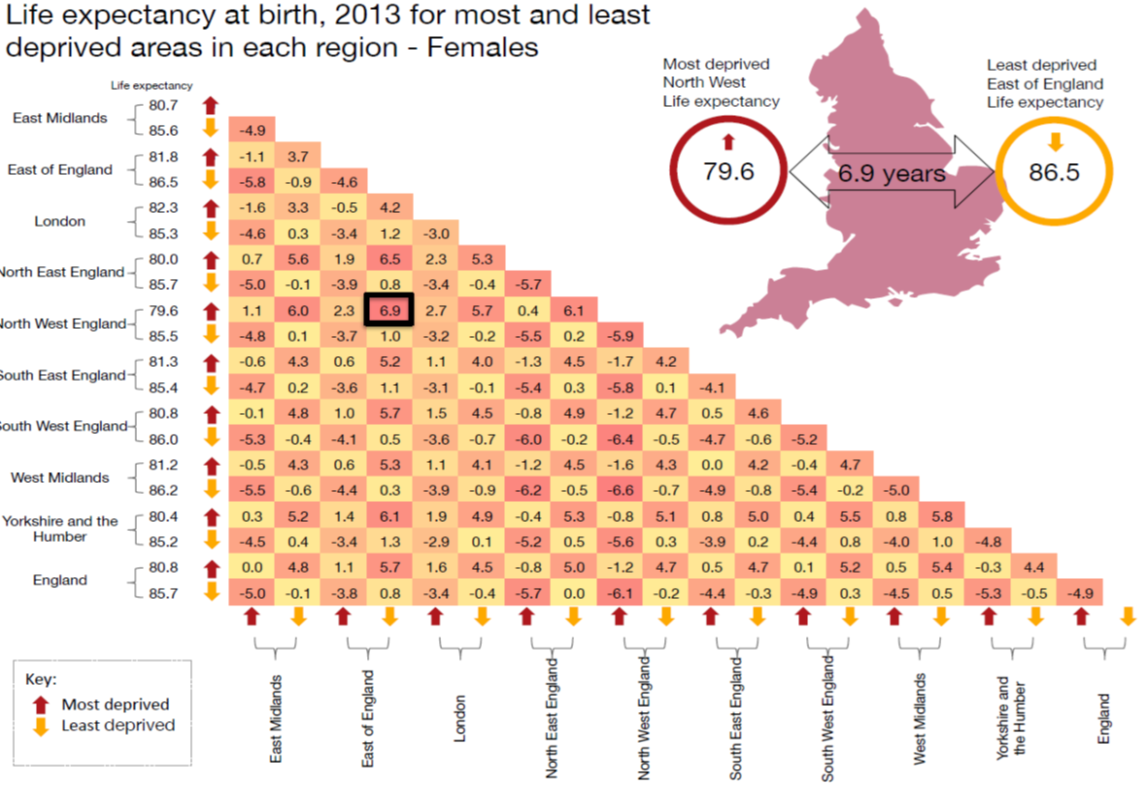 Life expectancy at birth, 2013 for most and least
deprived areas in each region - Females
Most deprived
North West
Life expectancy
79.6
6.9 years
Least deprived
East of England
Life expectancy
86.5
Life expectancy
East Midlands
80.7
85.6 -4.9
East of England
81.8 -1.1 3.7
86.5 -5.8 -0.9 -4.6
London
82.3 -1.6 3.3 -0.5 4.2
85.3 -4.6 0.3 -3.4 1.2 -3.0
North East England
80.0 0.7 5.6 1.9 6.5 2.3 5.3
85.7 -5.0 -0.1 -3.9 0.8 -3.4 -0.4 -5.7
North West England
79.6 1.1 6.0 2.3 6.9 2.7 5.7 0.4 6.1
85.5 -4.8 0.1 -3.7 1.0 -3.2 -0.2 -5.5 0.2 -5.9
South East England
81.3 -0.6 4.3 0.6 5.2 1.1 4.0 -1.3 4.5 -1.7 4.2
85.4 -4.7 0.2 -3.6 1.1 -3.1 -0.1 -5.4 0.3 -5.8 0.1 -4.1
South West England
80.8 -0.1 4.8 1.0 5.7 1.5 4.5 -0.8 4.9 -1.2 4.7 0.5 4.6
86.0 -5.3 -0.4 -4.1 0.5 -3.6 -0.7 -6.0 -0.2 -6.4 -0.5 -4.7 -0.6 -5.2
West Midlands
81.2 -0.5 4.3 0.6 5.3 1.1 4.1 -1.2 4.5 -1.6 4.3 0.0 4.2 -0.4 4.7
86.2 -5.5 -0.6 -4.4 0.3 -3.9 -0.9 -6.2 -0.5 -6.6 -0.7 -4.9 -0.8 -5.4 -0.2 -5.0
Yorkshire and the
Humber
80.4 0.3 5.2 1.4 6.1 1.9 4.9 -0.4 5.3 -0.8 5.1 0.8 5.0 0.4 5.5 0.8 5.8
85.2 -4.5 0.4 -3.4 1.3 -2.9 0.1 -5.2 0.5 -5.6 0.3 -3.9 0.2 -4.4 0.8 -4.0 1.0 -4.8
England
80.8 0.0 4.8 1.1 5.7 1.6 4.5 -0.8 5.0 -1.2 4.7 0.5 4.7 0.1 5.2 0.5 5.4 -0.3 4.4
85.7 -5.0 -0.1 -3.8 0.8 -3.4 -0.4 -5.7 0.0 -6.1 -0.2 -4.4 -0.3 -4.9 0.3 -4.5 0.5 -5.3 -0.5 -4.9
East Midlands
East of England
London
North East England
North West England
South East England
South West England
West Midlands
Yorkshire and
the Humber
England
Key:
Most deprived
Least deprived